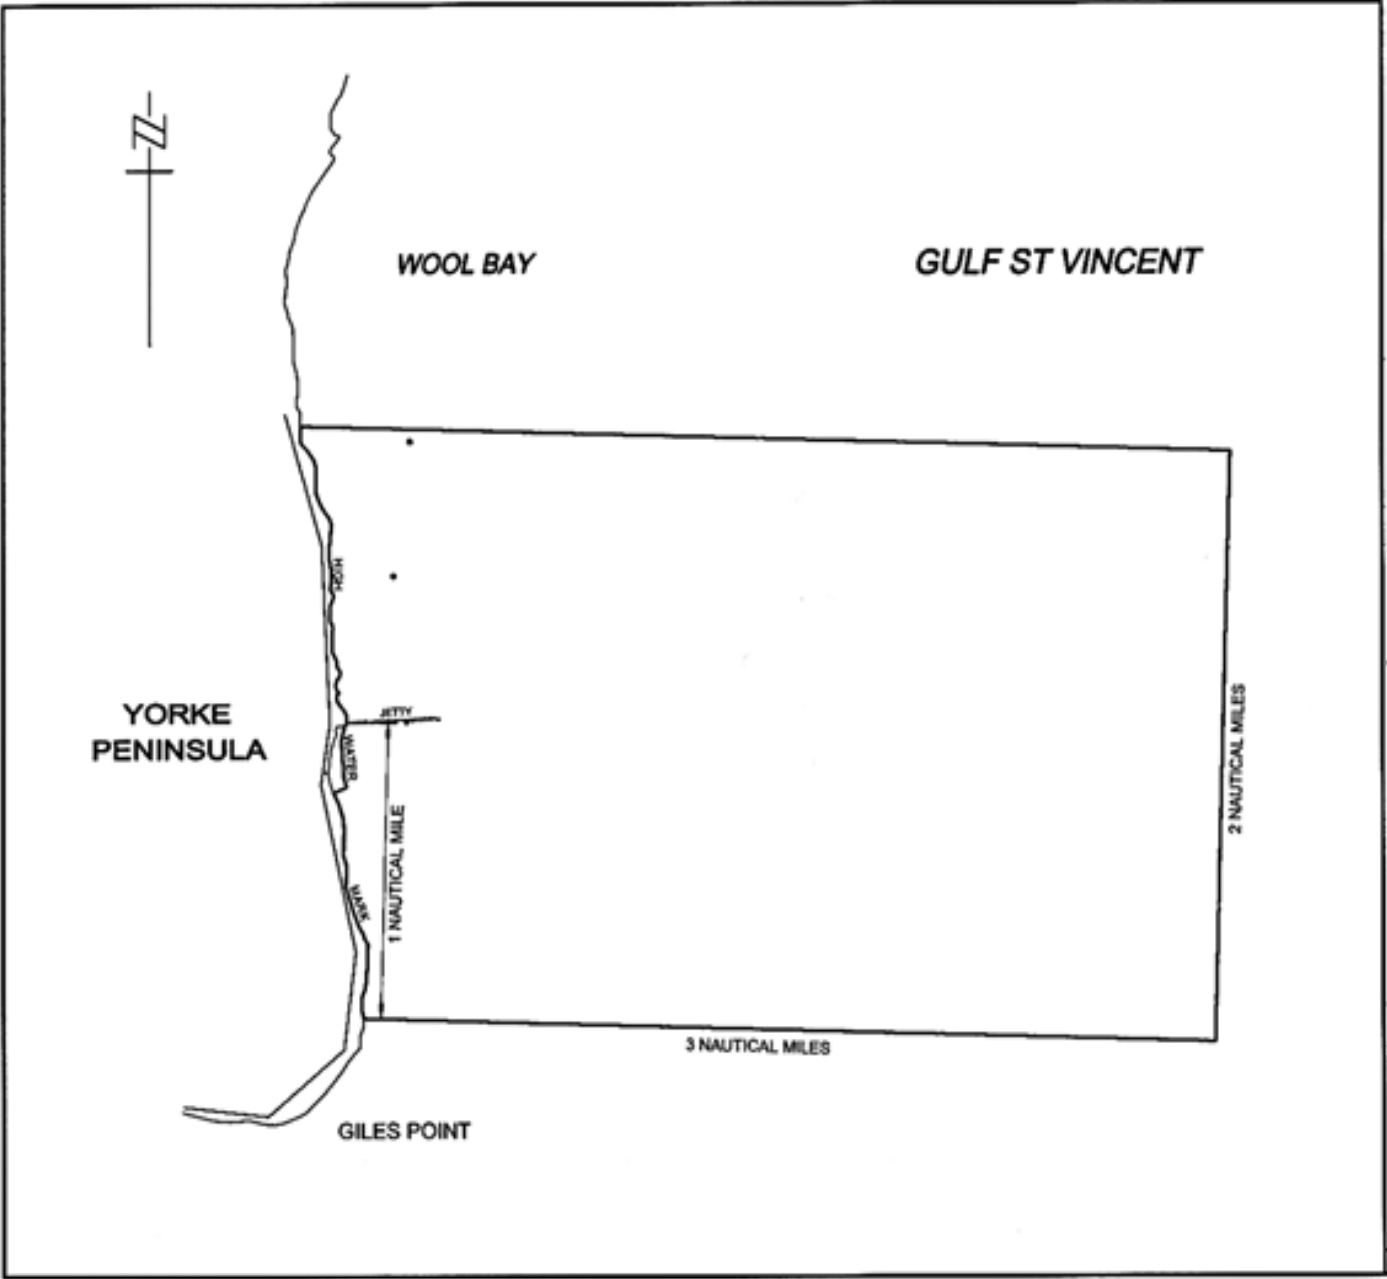 N
WOOL BAY
GULF ST VINCENT
HIGH
JETTY
YORKE
PENINSULA
WATER
2 NAUTICAL MILES
1 NAUTICAL MILE
MARK
3 NAUTICAL MILES
GILES POINT